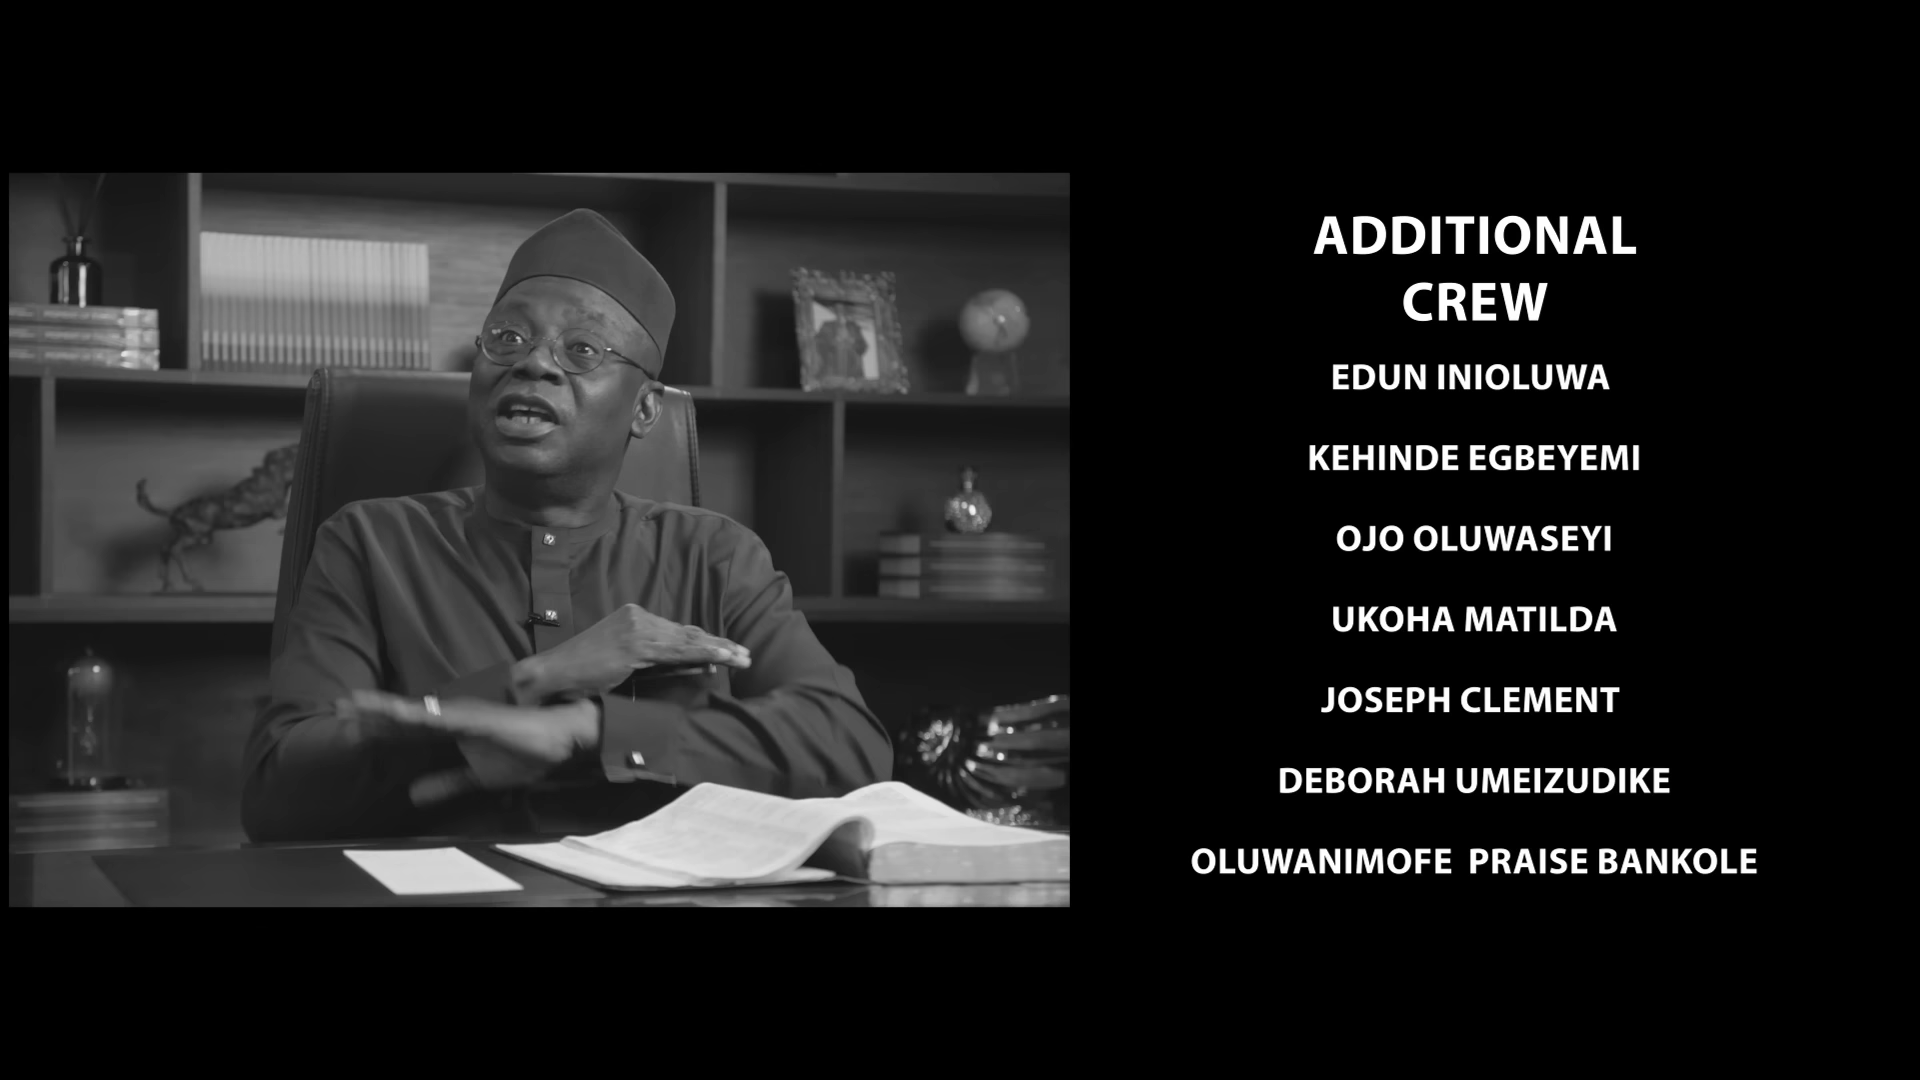 ADDITIONAL
CREW
EDUN INIOLUWA
KEHINDE EGBEYEMI
OJO OLUWASEYI
UKOHA MATILDA
JOSEPH CLEMENT
DEBORAH UMEIZUDIKE
OLUWANIMOFE  PRAISE BANKOLE